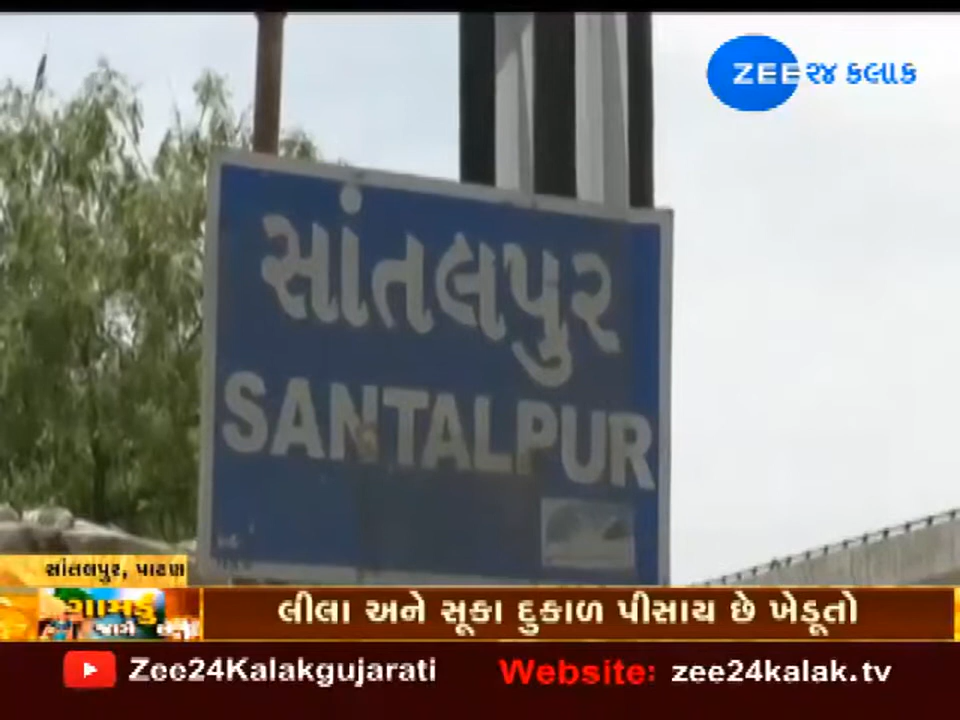 ZEE ૨૪ કલાક
સાંતલપુર
SANTALPUR
સાંતલપુર, પાટણ
ગામડું જાગે
લીલા અને સૂકા દુકાળ પીસાય છે ખેડૂતો
Zee24Kalakgujarati Website: zee24kalak.tv